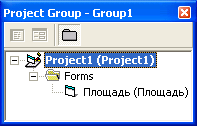 Project Group - Group1
Project1 (Project1)
Forms
Площадь (Площадь)